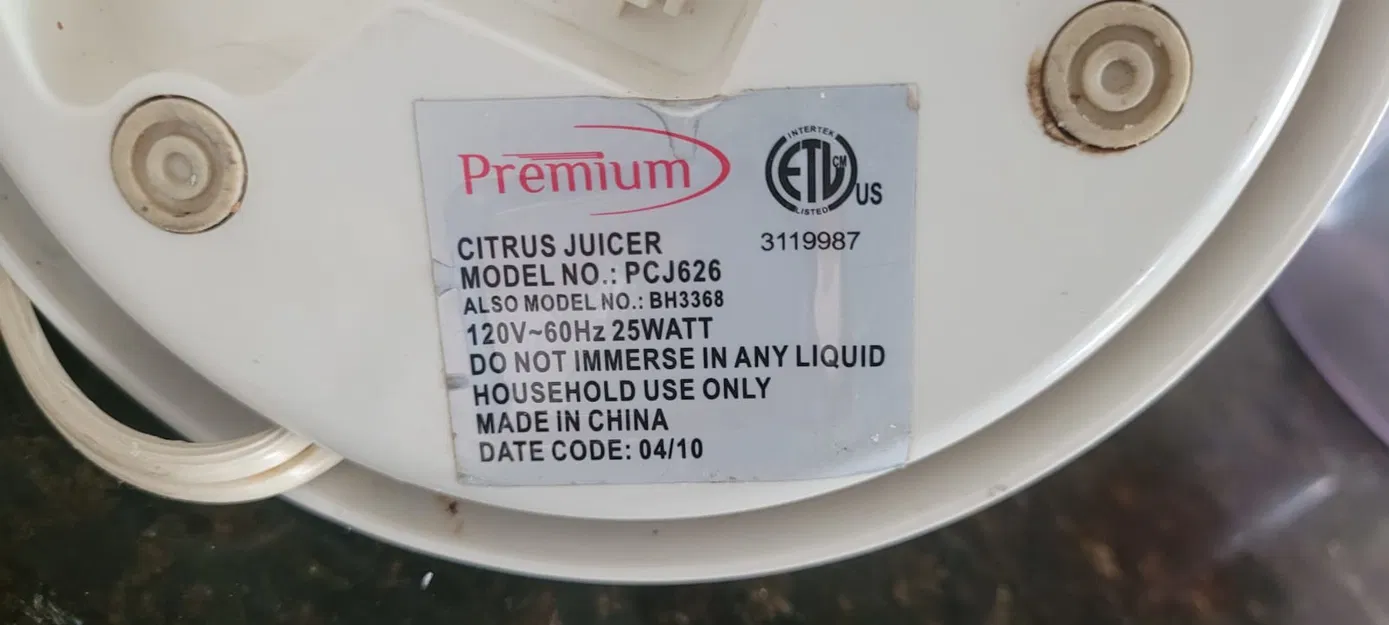 Premium
INTERTEK
ETL CM
US
LISTED
CITRUS JUICER 3119987
MODEL NO.: PCJ626
ALSO MODEL NO.: BH3368
120V~60Hz 25WATT
DO NOT IMMERSE IN ANY LIQUID
HOUSEHOLD USE ONLY
MADE IN CHINA
DATE CODE: 04/10